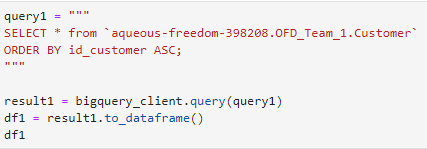 query1 = """
SELECT * from `aqueous-freedom-398208.OFD_Team_1.Customer`
ORDER BY id_customer ASC;
"""
result1 = bigquery_client.query(query1)
df1 = result1.to_dataframe()
df1